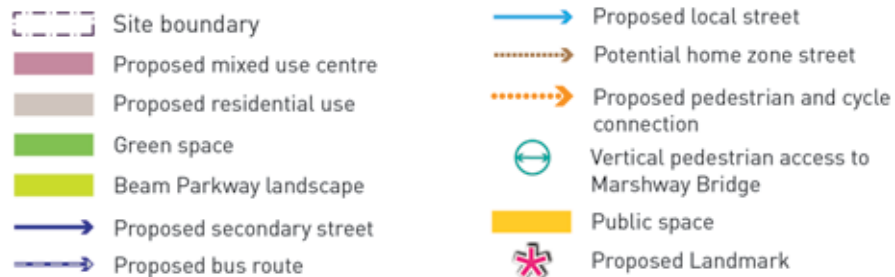 Site boundary
Proposed mixed use centre
Proposed residential use
Green space
Beam Parkway landscape
Proposed secondary street
Proposed bus route
Proposed local street
Potential home zone street
Proposed pedestrian and cycle
connection
Vertical pedestrian access to
Marshway Bridge
Public space
Proposed Landmark